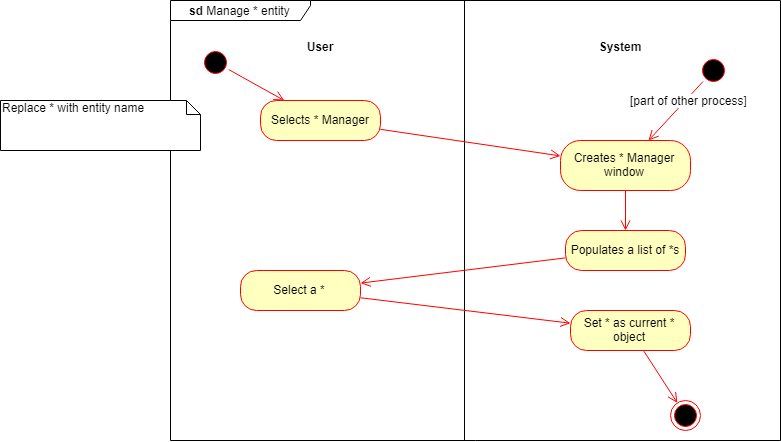 sd Manage * entity
User
System
[part of other process]
Replace * with entity name
Selects * Manager
Creates * Manager
window
Populates a list of *s
Select a *
Set * as current *
object